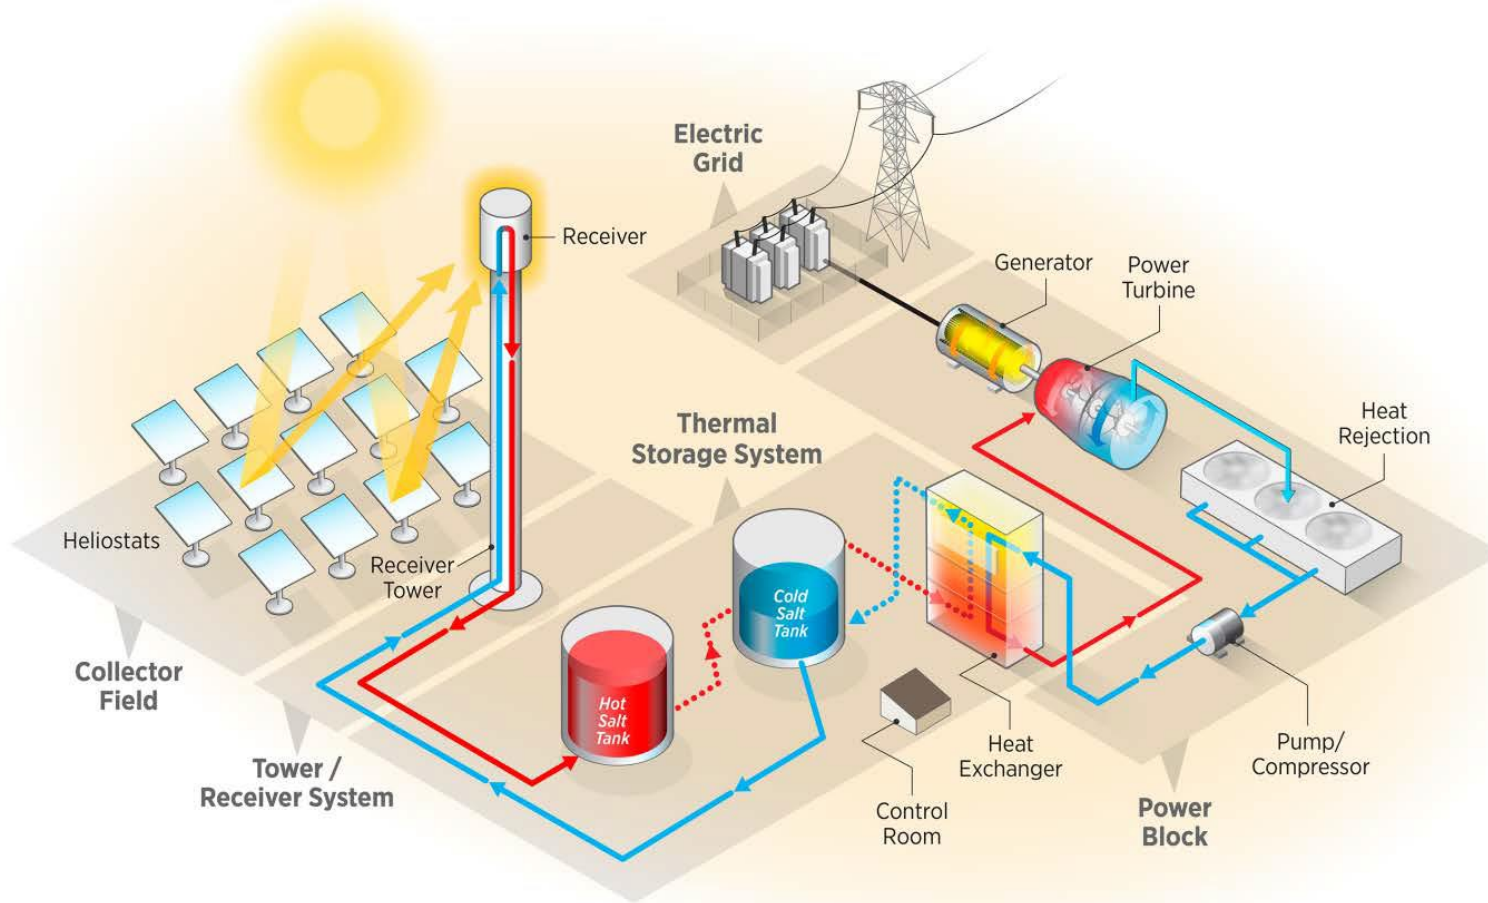 Electric
Grid
Receiver
Generator
Power
Turbine
Heat
Rejection
Thermal
Storage System
Heliostats
Receiver
Tower
Cold
Salt
Tank
Hot
Salt
Tank
Collector
Field
Tower /
Receiver System
Heat
Exchanger
Control
Room
Pump/
Compressor
Power
Block